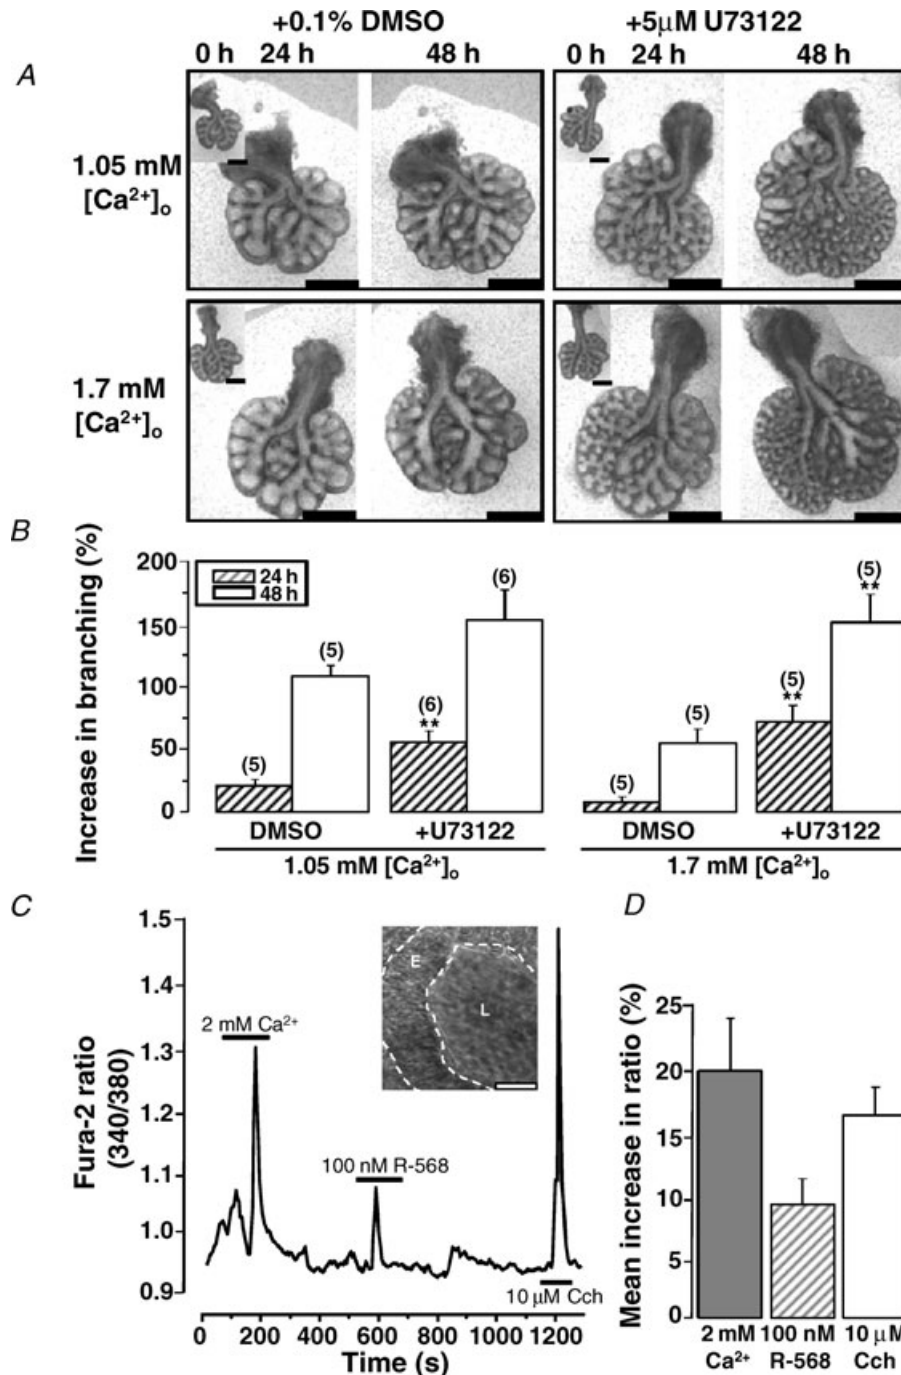 +0.1% DMSO +5µM U73122
0 h 24 h 48 h 0 h 24 h 48 h
A
1.05 mM
[Ca²⁺]ₒ
1.7 mM
[Ca²⁺]ₒ
B
Increase in branching (%)
200
150
100
50
0
24 h
48 h
(5)
(5)
(6)
**
(6)
(5)
(5)
(5)
**
(5)
**
DMSO +U73122 DMSO +U73122
1.05 mM [Ca²⁺]ₒ 1.7 mM [Ca²⁺]ₒ
C
Fura-2 ratio
(340/380)
1.5
1.4
1.3
1.2
1.1
1.0
0.9
2 mM Ca²⁺
100 nM R-568
10 µM Cch
E
L
0 200 400 600 800 1000 1200
Time (s)
D
Mean increase in ratio (%)
25
20
15
10
5
0
2 mM 100 nM 10 µM
Ca²⁺ R-568 Cch